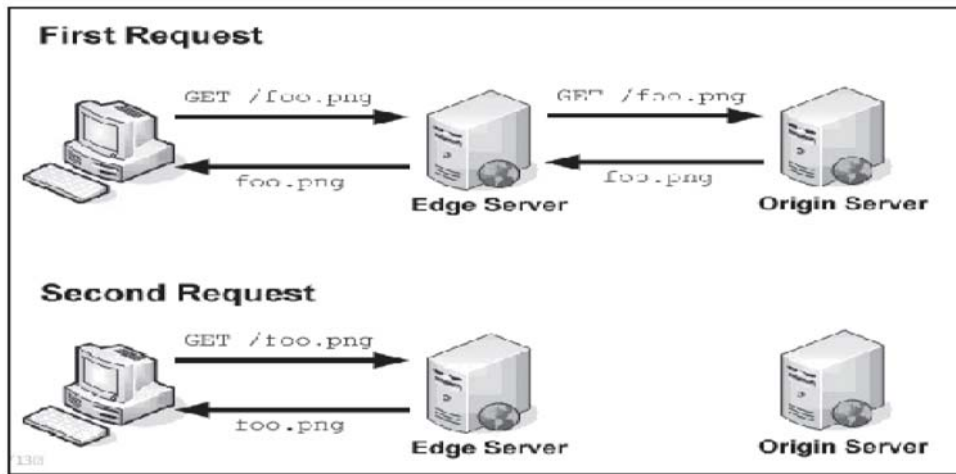 First Request
GET /foo.png
GET /foo.png
foo.png
foo.png
Edge Server
Origin Server
Second Request
GET /foo.png
foo.png
Edge Server
Origin Server